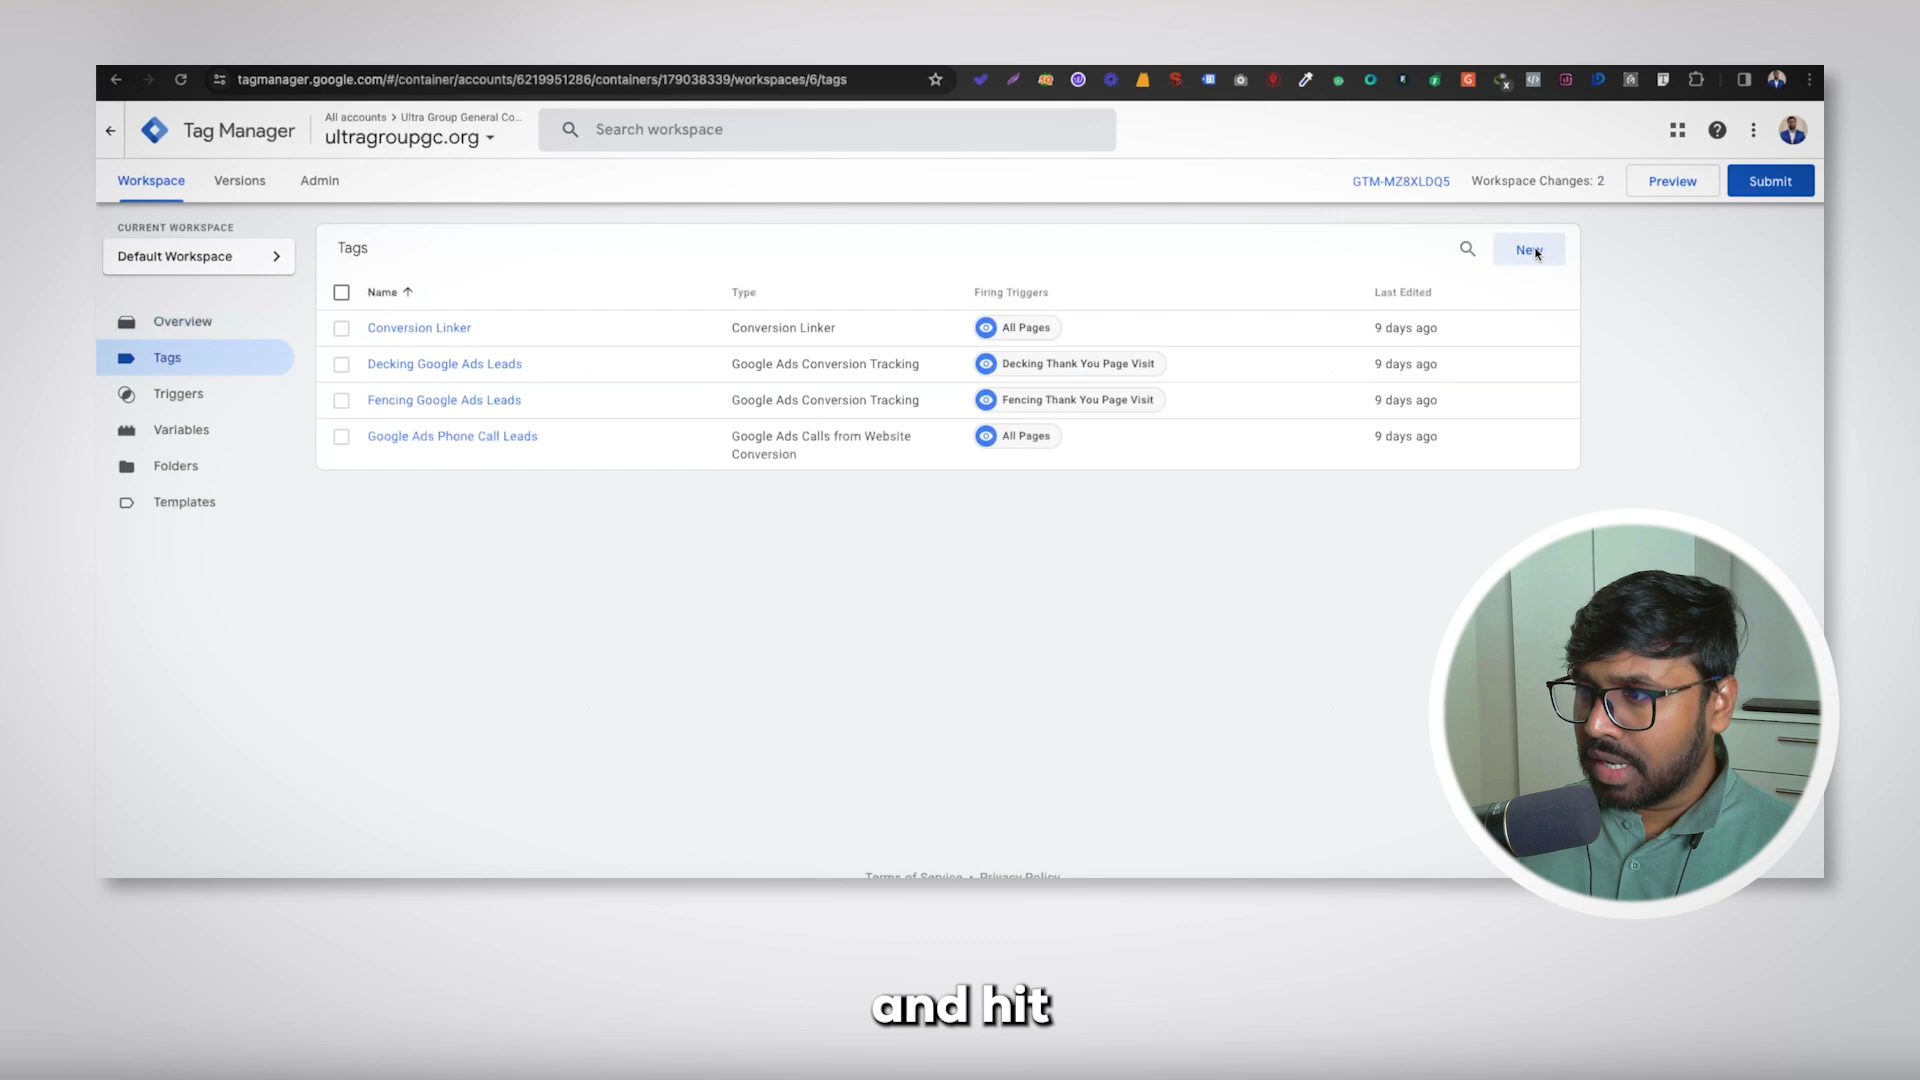 tagmanager.google.com/#/container/accounts/6219951286/containers/179038339/workspaces/6/tags
Tag Manager
All accounts > Ultra Group General Co...
ultragroupgc.org
Search workspace
Workspace
Versions
Admin
GTM-MZ8XLDQ5
Workspace Changes: 2
Preview
Submit
CURRENT WORKSPACE
Default Workspace
Overview
Tags
Triggers
Variables
Folders
Templates
Tags
New
Name
Type
Firing Triggers
Last Edited
Conversion Linker
Conversion Linker
All Pages
9 days ago
Decking Google Ads Leads
Google Ads Conversion Tracking
Decking Thank You Page Visit
9 days ago
Fencing Google Ads Leads
Google Ads Conversion Tracking
Fencing Thank You Page Visit
9 days ago
Google Ads Phone Call Leads
Google Ads Calls from Website
Conversion
All Pages
9 days ago
Terms of Service • Privacy Policy
and hit